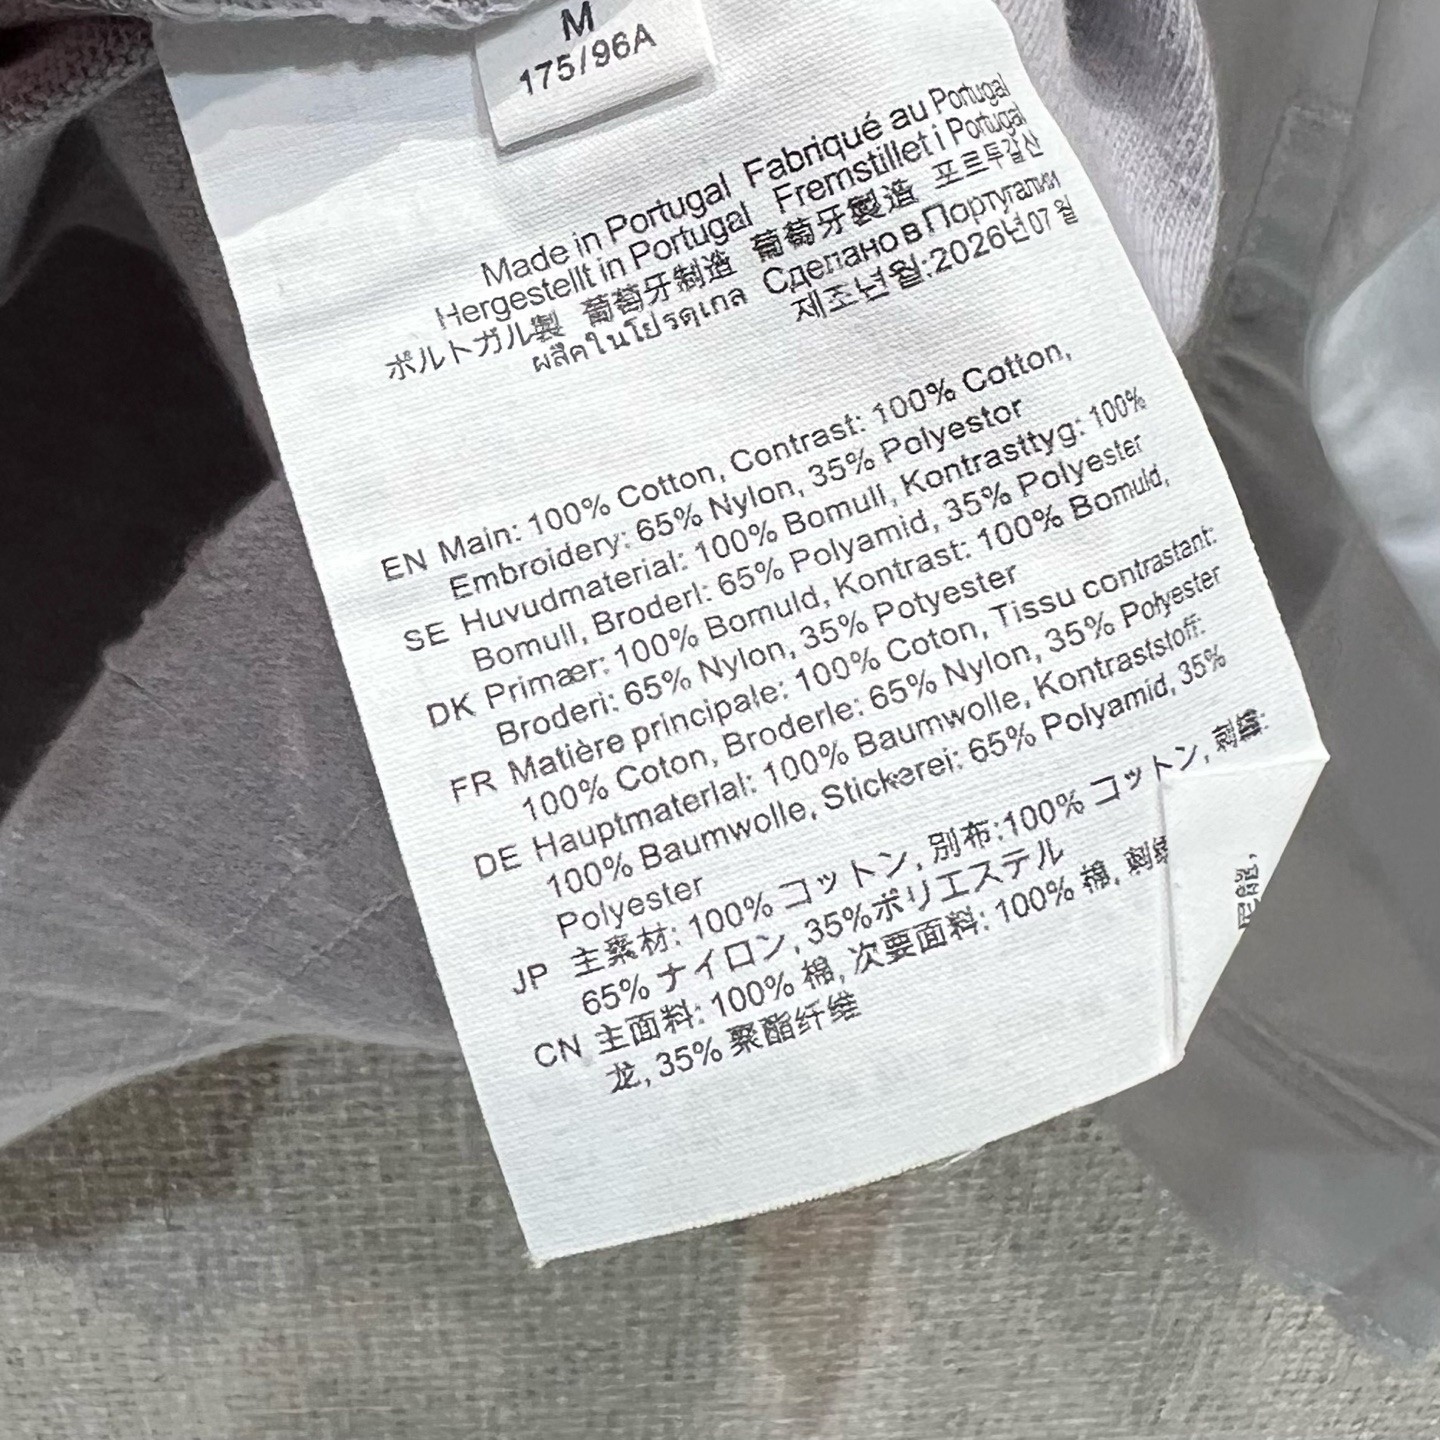 M
175/96A
Made in Portugal Fabriqué au Portugal
Hergestellt in Portugal Fremstillet i Portugal
ポルトガル製 葡萄牙制造 葡萄牙製造 포르투갈산
ผลิตในโปรตุเกส Сделано в Португалии
제조년월:2026년07월
EN Main: 100% Cotton, Contrast: 100% Cotton,
Embroidery: 65% Nylon, 35% Polyestor
SE Huvudmaterial: 100% Bomull, Kontrasttyg: 100%
Bomull, Broderl: 65% Polyamid, 35% Polyester
DK Primær: 100% Bomuld, Kontrast: 100% Bomuld,
Broderi: 65% Nylon, 35% Potyester
FR Matière principale: 100% Coton, Tissu contrastant:
100% Coton, Broderle: 65% Nylon, 35% Polyester
DE Hauptmaterlal: 100% Baumwolle, Kontraststoff:
100% Baumwolle, Stickerei: 65% Polyamid, 35%
Polyester
JP 主素材: 100% コットン, 別布:100% コットン, 刺繍:
65% ナイロン, 35%ポリエステル
CN 主面料: 100% 棉, 次要面料: 100% 棉, 刺
龙, 35% 聚酯纤维